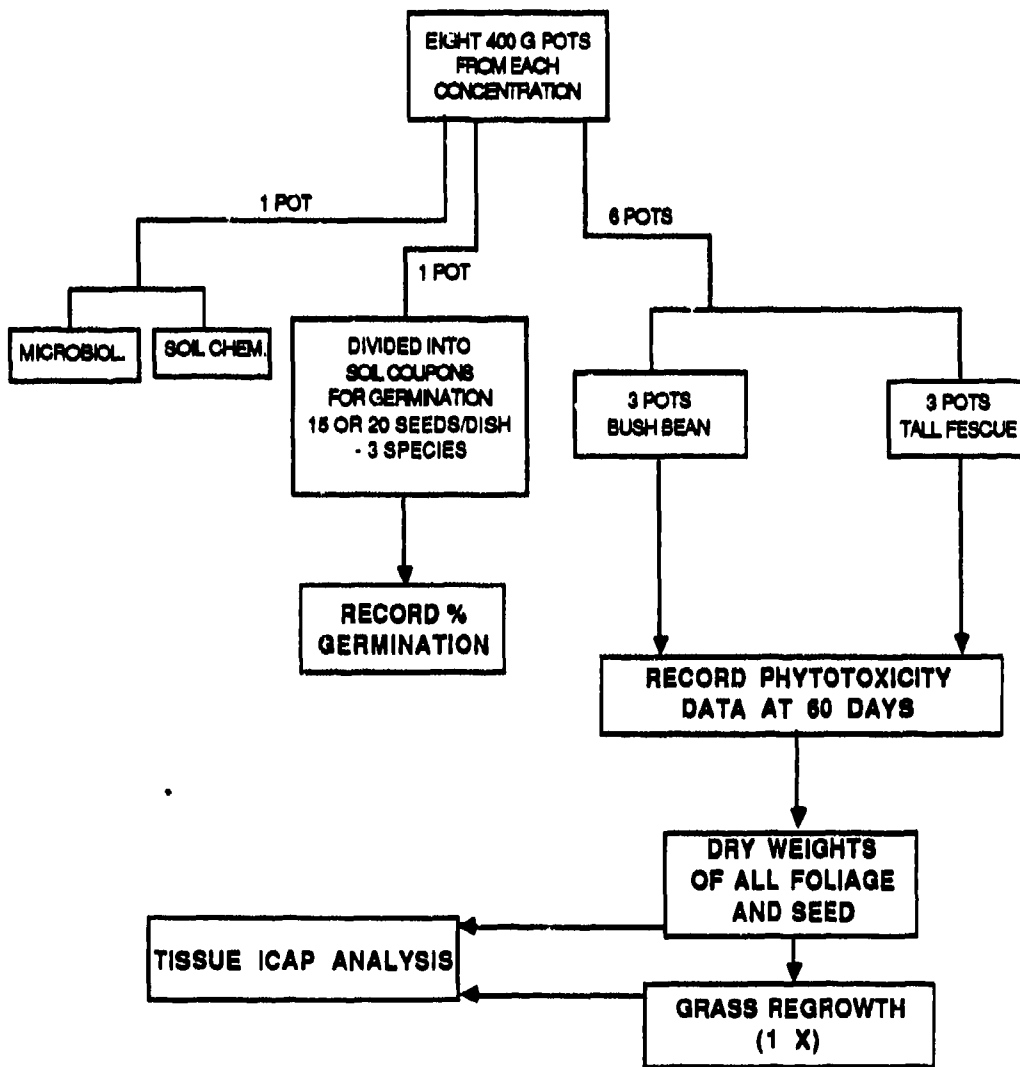 EIGHT 400 G POTS
FROM EACH
CONCENTRATION
1 POT
6 POTS
1 POT
MICROBIOL.
SOIL CHEM.
DIVIDED INTO
SOIL COUPONS
FOR GERMINATION
15 OR 20 SEEDS/DISH
- 3 SPECIES
3 POTS
BUSH BEAN
3 POTS
TALL FESCUE
RECORD %
GERMINATION
RECORD PHYTOTOXICITY
DATA AT 60 DAYS
DRY WEIGHTS
OF ALL FOLIAGE
AND SEED
TISSUE ICAP ANALYSIS
GRASS REGROWTH
(1 X)